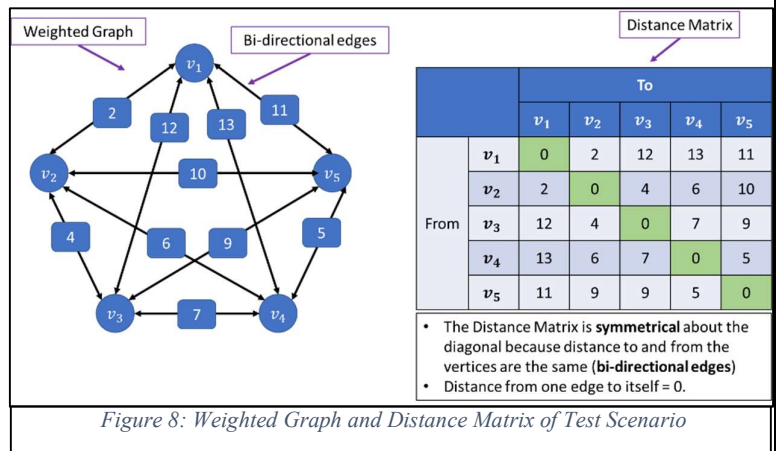 Weighted Graph
Bi-directional edges
Distance Matrix
v₁
2
12
13
11
v₂
10
v₅
4
6
9
5
v₃
7
v₄
To
v₁ v₂ v₃ v₄ v₅
From
v₁ 0 2 12 13 11
v₂ 2 0 4 6 10
v₃ 12 4 0 7 9
v₄ 13 6 7 0 5
v₅ 11 9 9 5 0
• The Distance Matrix is symmetrical about the
diagonal because distance to and from the
vertices are the same (bi-directional edges)
• Distance from one edge to itself = 0.
Figure 8: Weighted Graph and Distance Matrix of Test Scenario